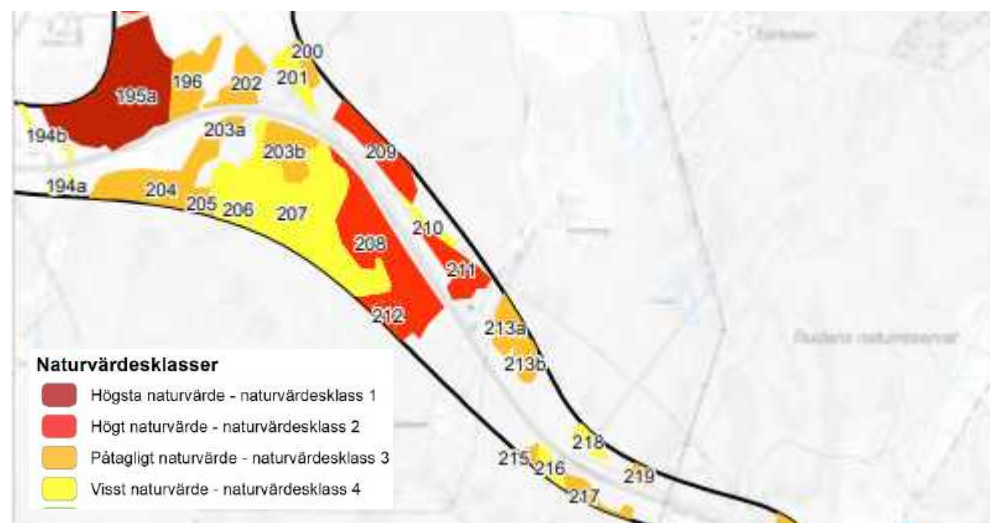 200
196
202
201
195a
194b
203a
203b
209
194a
204
205
206
207
210
208
211
212
213a
213b
218
215
216
219
217
Naturvärdesklasser
Högsta naturvärde - naturvärdesklass 1
Högt naturvärde - naturvärdesklass 2
Påtagligt naturvärde - naturvärdesklass 3
Visst naturvärde - naturvärdesklass 4